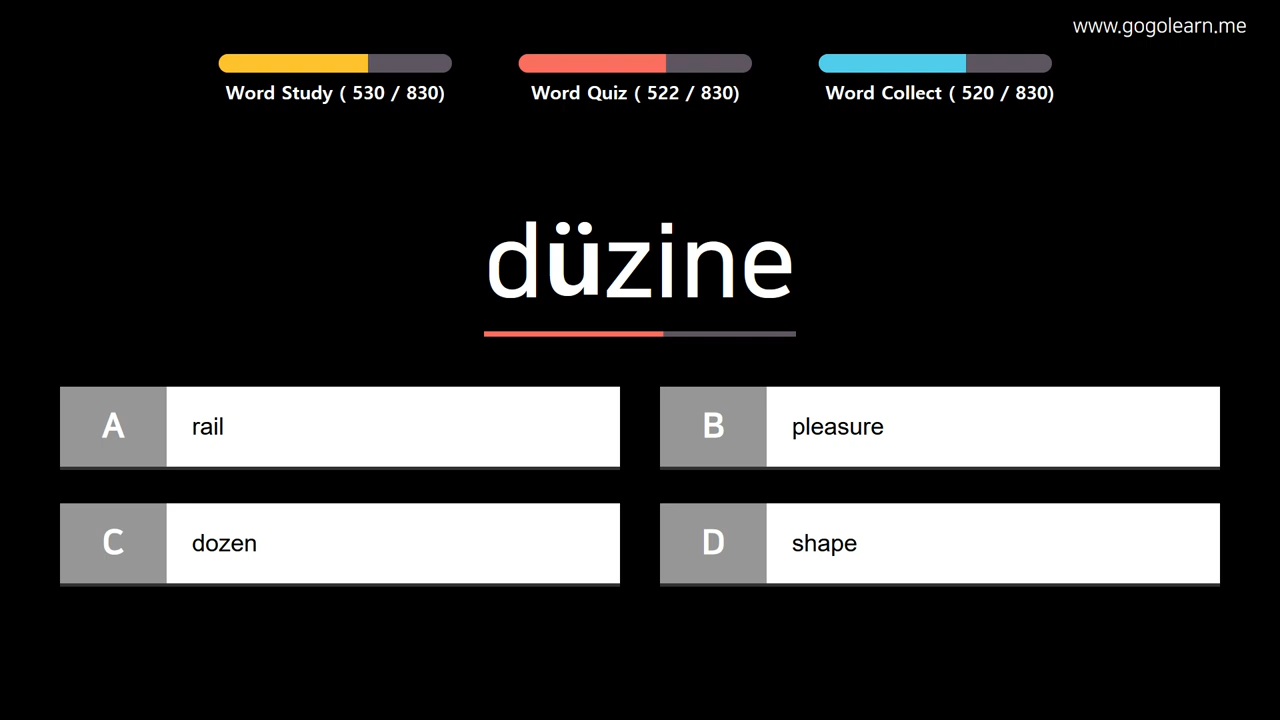 www.gogolearn.me
Word Study ( 530 / 830)
Word Quiz ( 522 / 830)
Word Collect ( 520 / 830)
düzine
A rail
B pleasure
C dozen
D shape